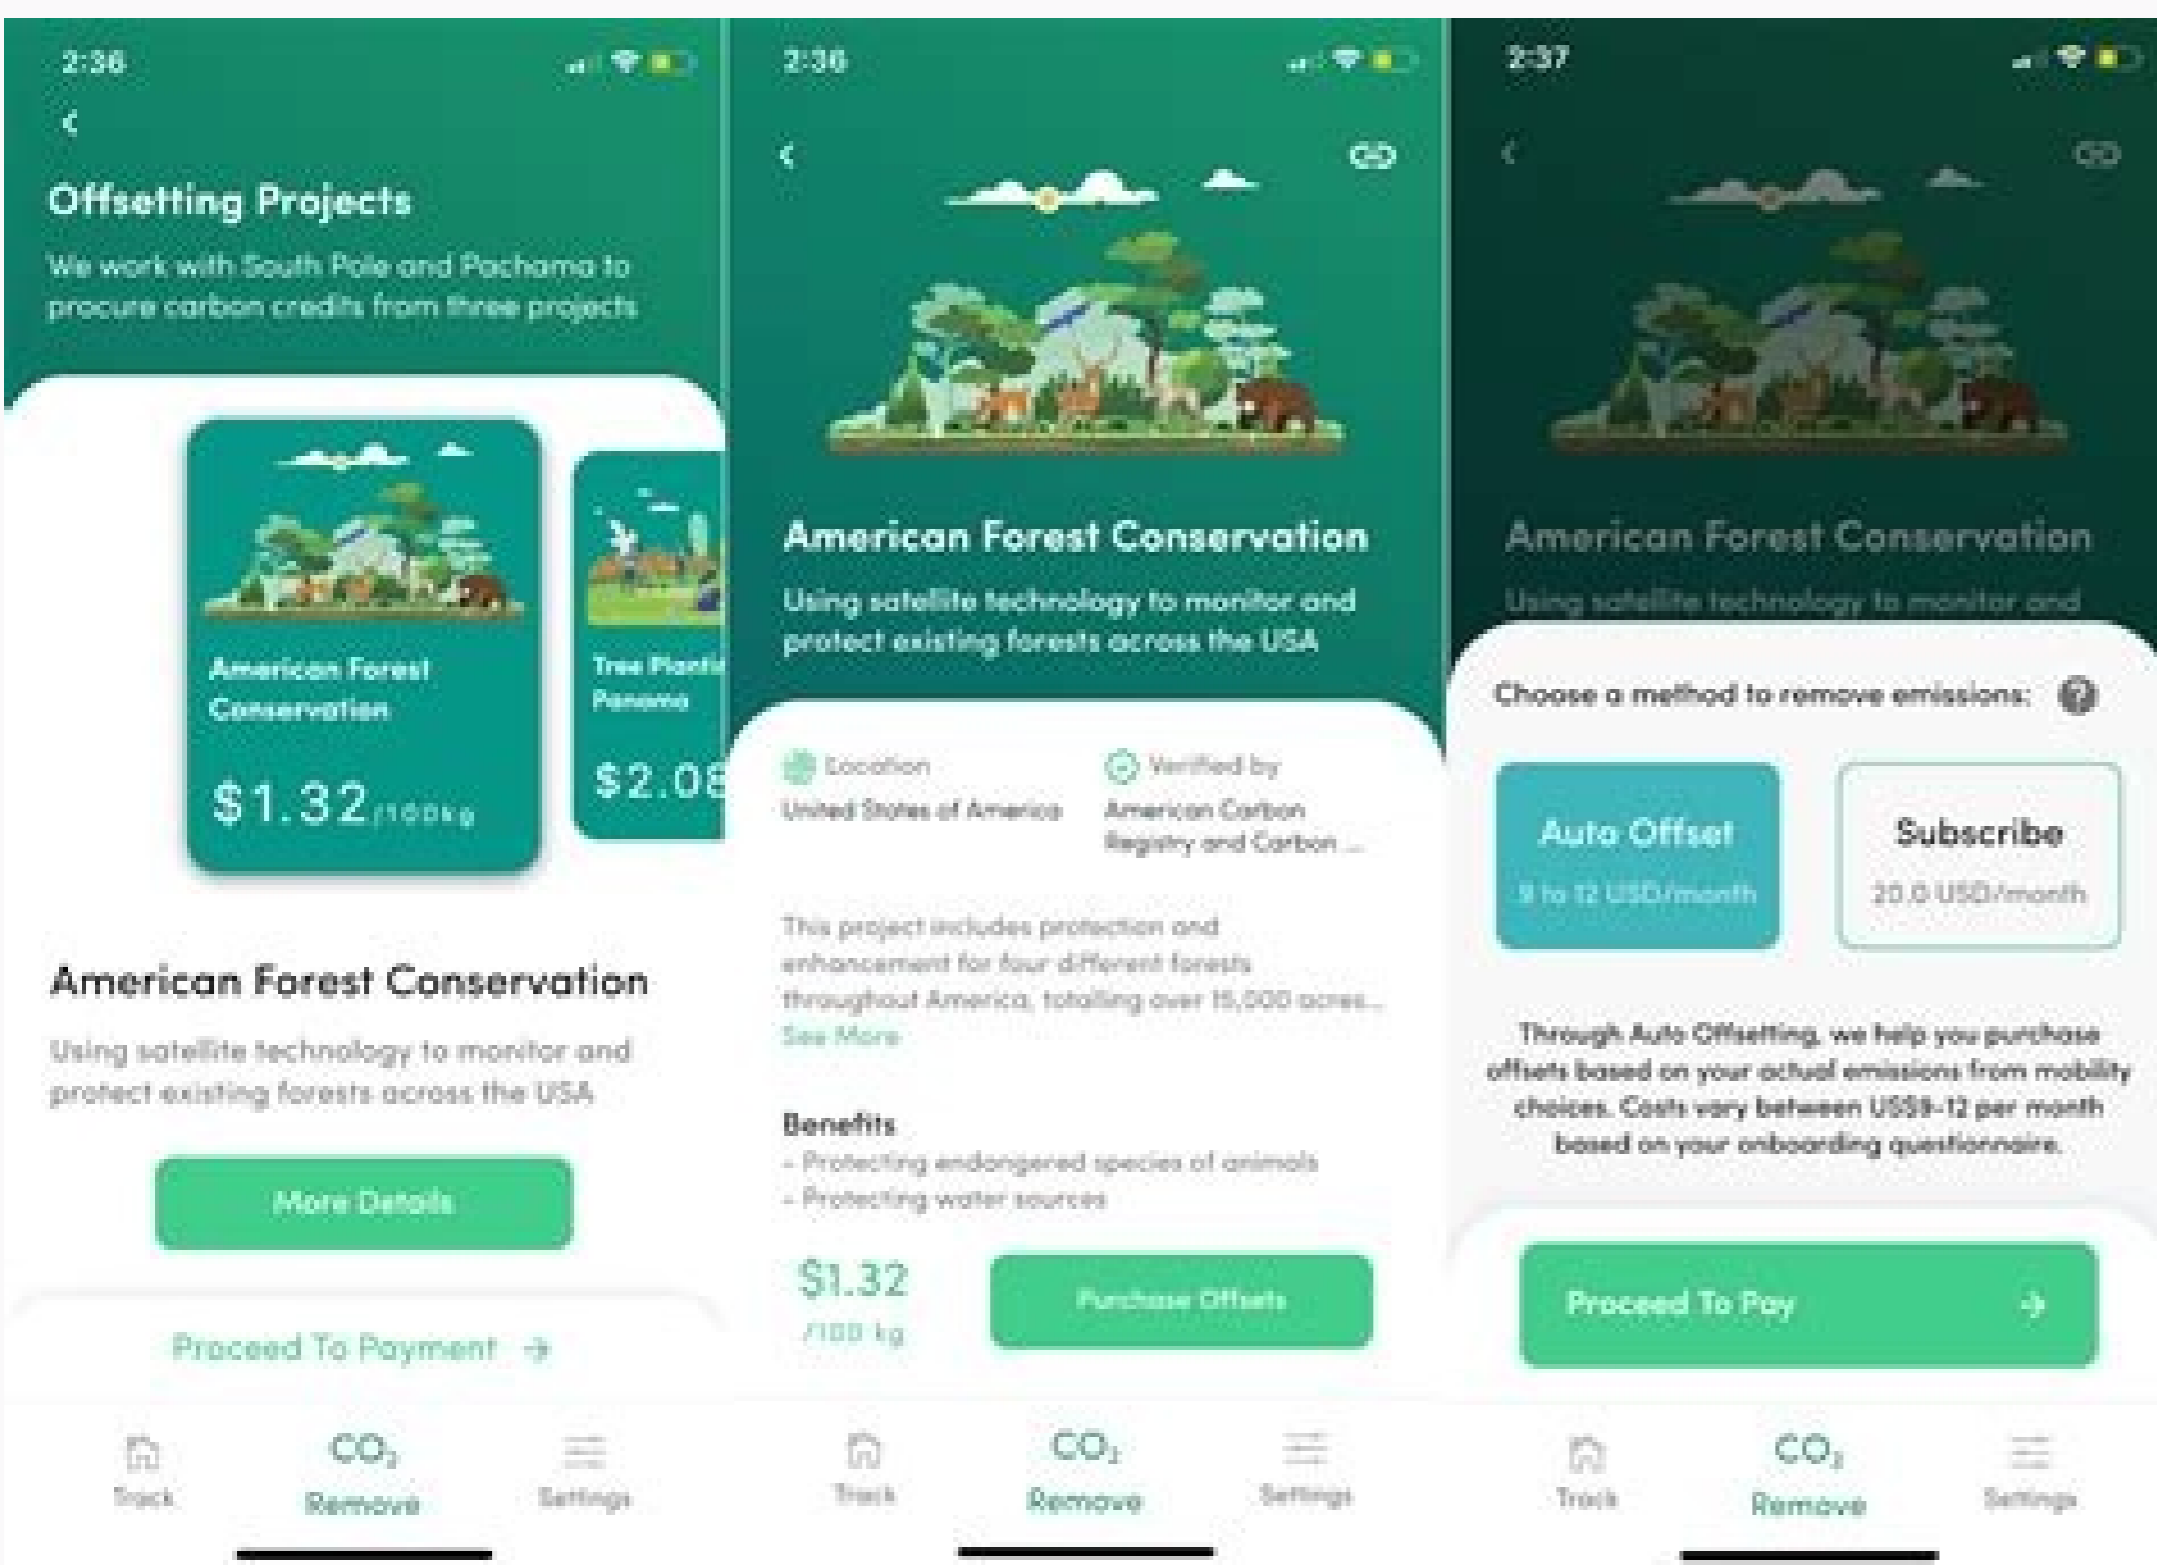 2:36
Offsetting Projects
We work with South Pole and Pachama to
procure carbon credits from three projects
American Forest
Conservation
$1.32/100kg
Tree Plantin
Panama
$2.08
American Forest Conservation
Using satellite technology to monitor and
protect existing forests across the USA
More Details
Proceed To Payment →
Track
CO₂
Remove
Settings
2:36
American Forest Conservation
Using satellite technology to monitor and
protect existing forests across the USA
Location
United States of America
Verified by
American Carbon
Registry and Carbon ...
This project includes protection and
enhancement for four different forests
throughout America, totalling over 15,000 acres...
See More
Benefits
- Protecting endangered species of animals
- Protecting water sources
$1.32
/100 kg
Purchase Offsets
Track
CO₂
Remove
Settings
2:37
American Forest Conservation
Using satellite technology to monitor and
Choose a method to remove emissions: ?
Auto Offset
9 to 12 USD/month
Subscribe
20.0 USD/month
Through Auto Offsetting, we help you purchase
offsets based on your actual emissions from mobility
choices. Costs vary between US$9-12 per month
based on your onboarding questionnaire.
Proceed To Pay →
Track
CO₂
Remove
Settings